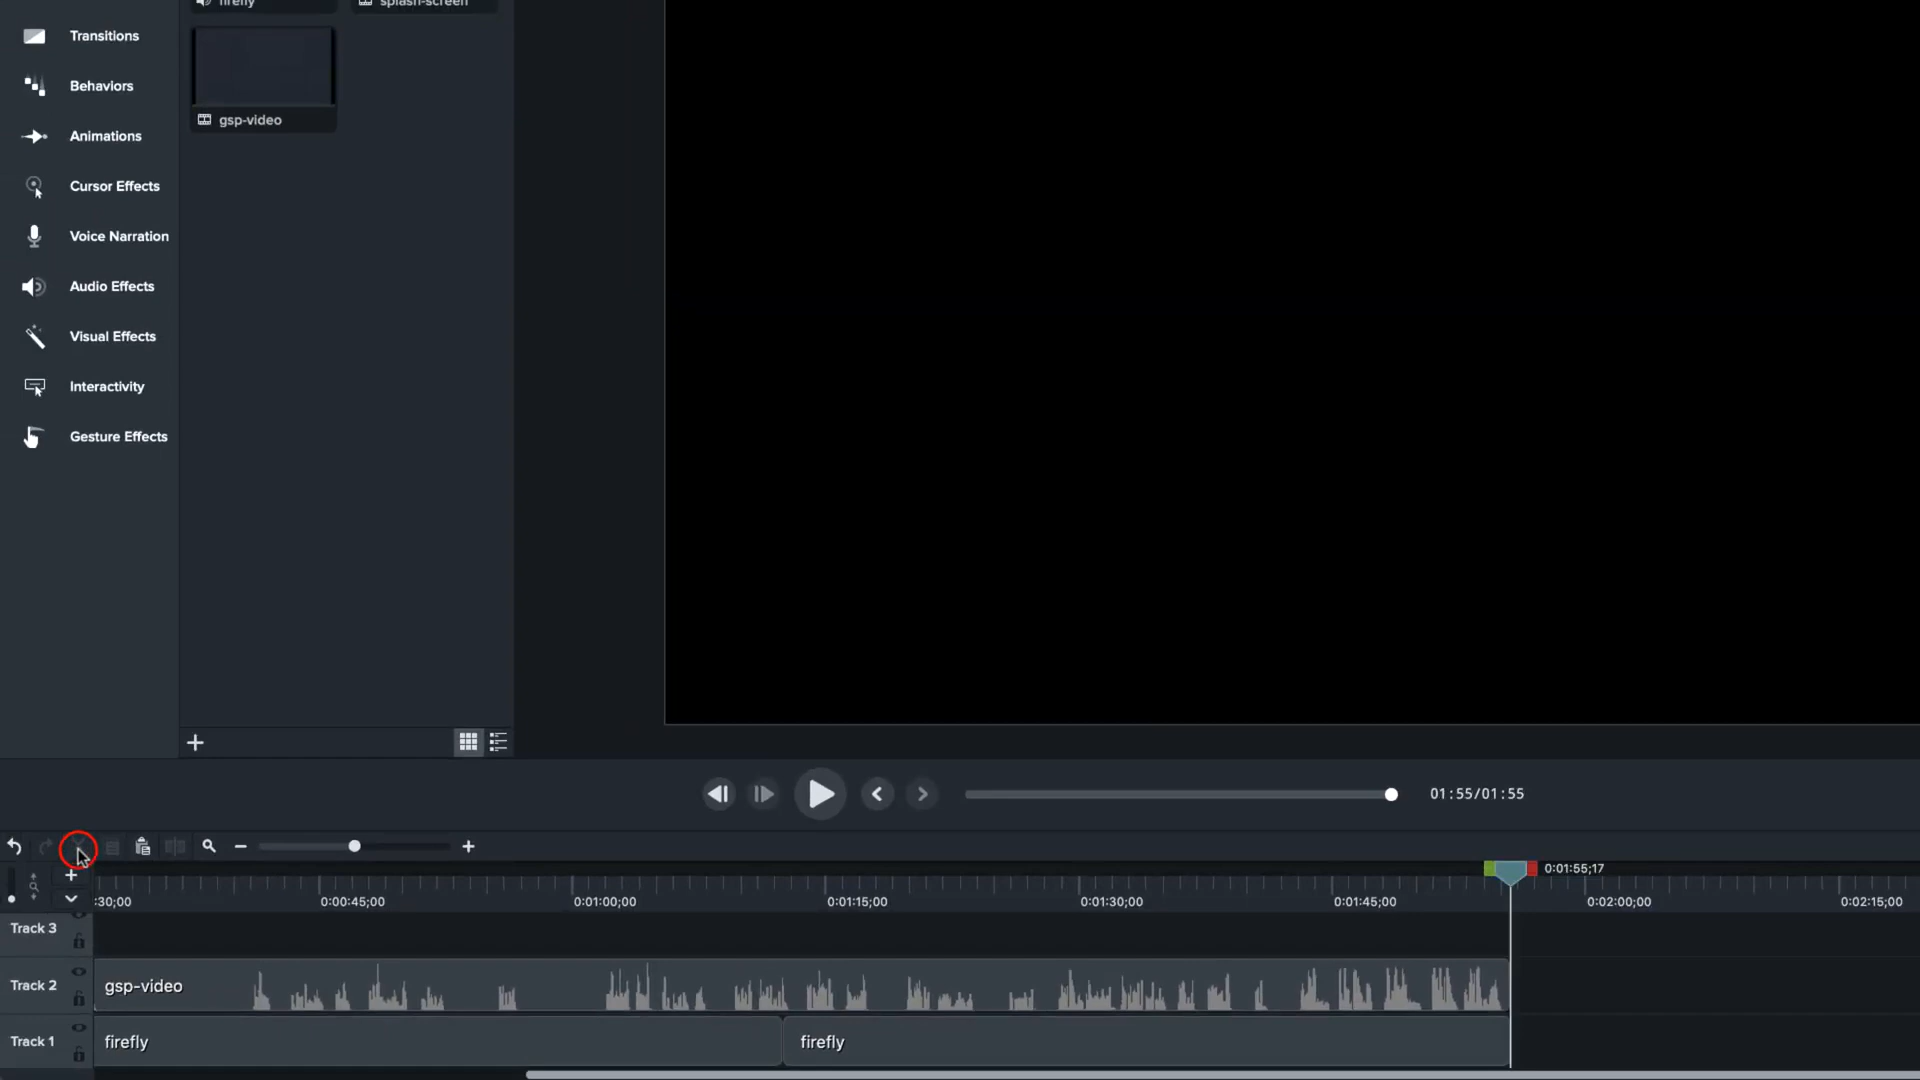 firefly
splash-screen
Transitions
Behaviors
gsp-video
Animations
Cursor Effects
Voice Narration
Audio Effects
Visual Effects
Interactivity
Gesture Effects
01:55/01:55
0:01:55;17
:30;00
0:00:45;00
0:01:00;00
0:01:15;00
0:01:30;00
0:01:45;00
0:02:00;00
0:02:15;00
Track 3
Track 2
gsp-video
Track 1
firefly
firefly